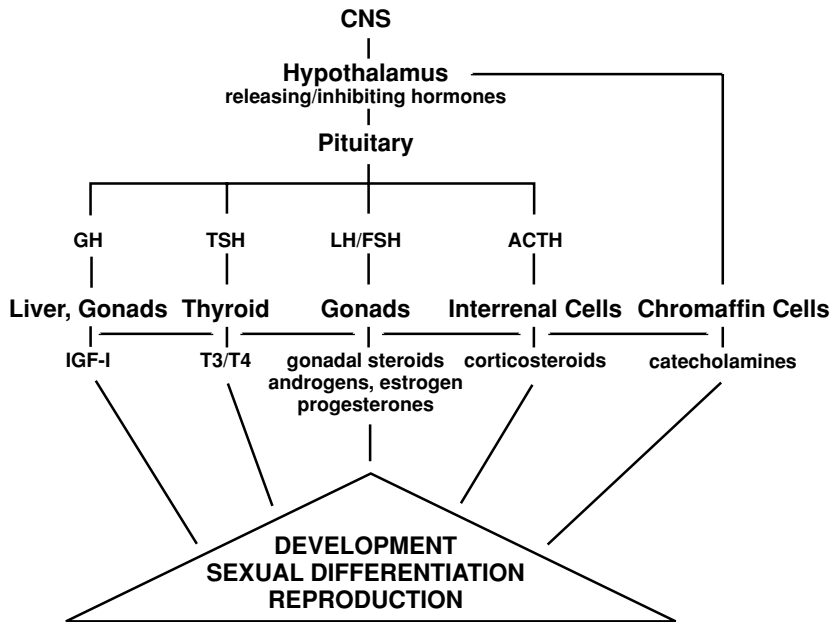 CNS
Hypothalamus
releasing/inhibiting hormones
Pituitary
GH TSH LH/FSH ACTH
Liver, Gonads Thyroid Gonads Interrenal Cells Chromaffin Cells
IGF-I T3/T4 gonadal steroids corticosteroids catecholamines
androgens, estrogen
progesterones
DEVELOPMENT
SEXUAL DIFFERENTIATION
REPRODUCTION